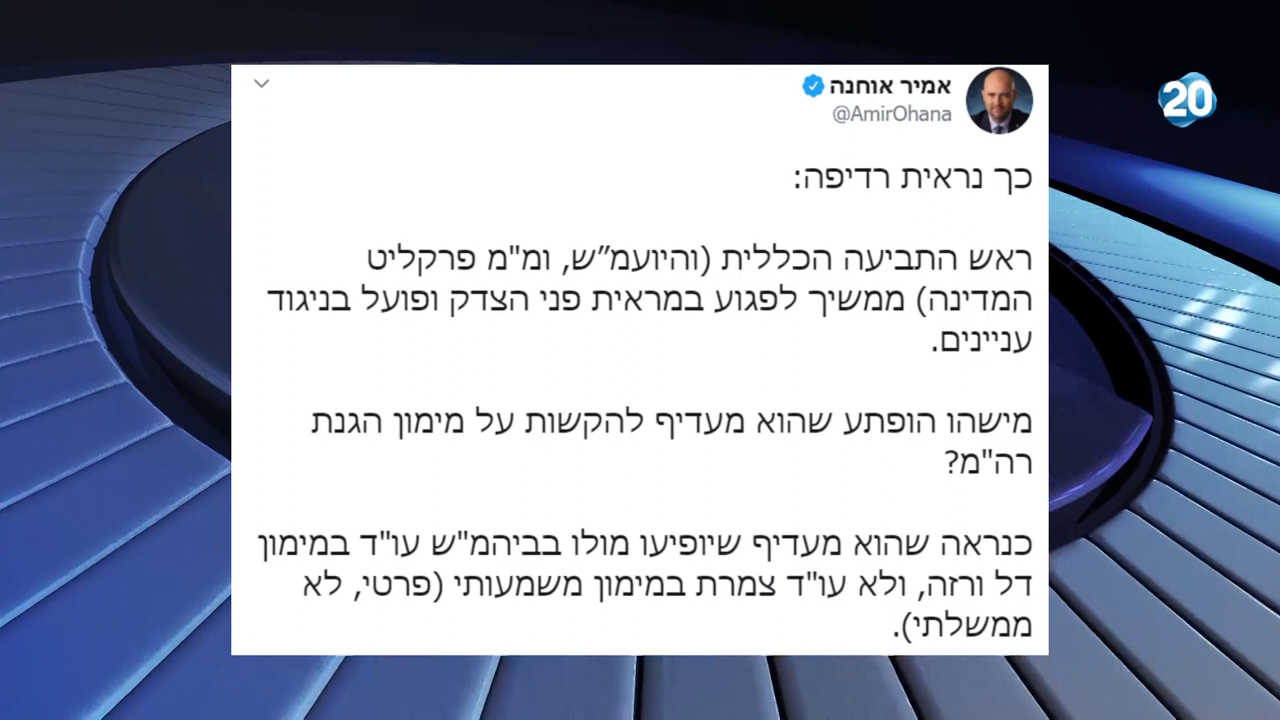 אמיר אוחנה
@AmirOhana
20
כך נראית רדיפה:
ראש התביעה הכללית (והיועמ”ש, ומ"מ פרקליט
המדינה) ממשיך לפגוע במראית פני הצדק ופועל בניגוד
עניינים.
מישהו הופתע שהוא מעדיף להקשות על מימון הגנת
רה"מ?
כנראה שהוא מעדיף שיופיעו מולו בביהמ"ש עו"ד במימון
דל ורזה, ולא עו"ד צמרת במימון משמעותי (פרטי, לא
ממשלתי).